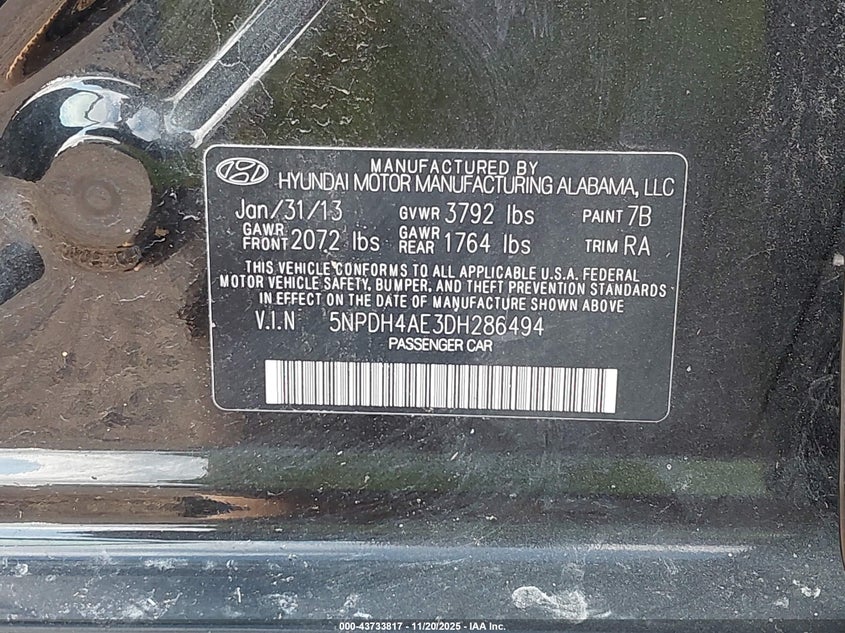 MANUFACTURED BY
HYUNDAI MOTOR MANUFACTURING ALABAMA, LLC
Jan/31/13 GVWR 3792 lbs PAINT 7B
GAWR FRONT 2072 lbs GAWR REAR 1764 lbs TRIM RA
THIS VEHICLE CONFORMS TO ALL APPLICABLE U.S.A. FEDERAL
MOTOR VEHICLE SAFETY, BUMPER, AND THEFT PREVENTION STANDARDS
IN EFFECT ON THE DATE OF MANUFACTURE SHOWN ABOVE
V.I.N 5NPDH4AE3DH286494
PASSENGER CAR
000-43733817 - 11/20/2025 - IAA Inc.